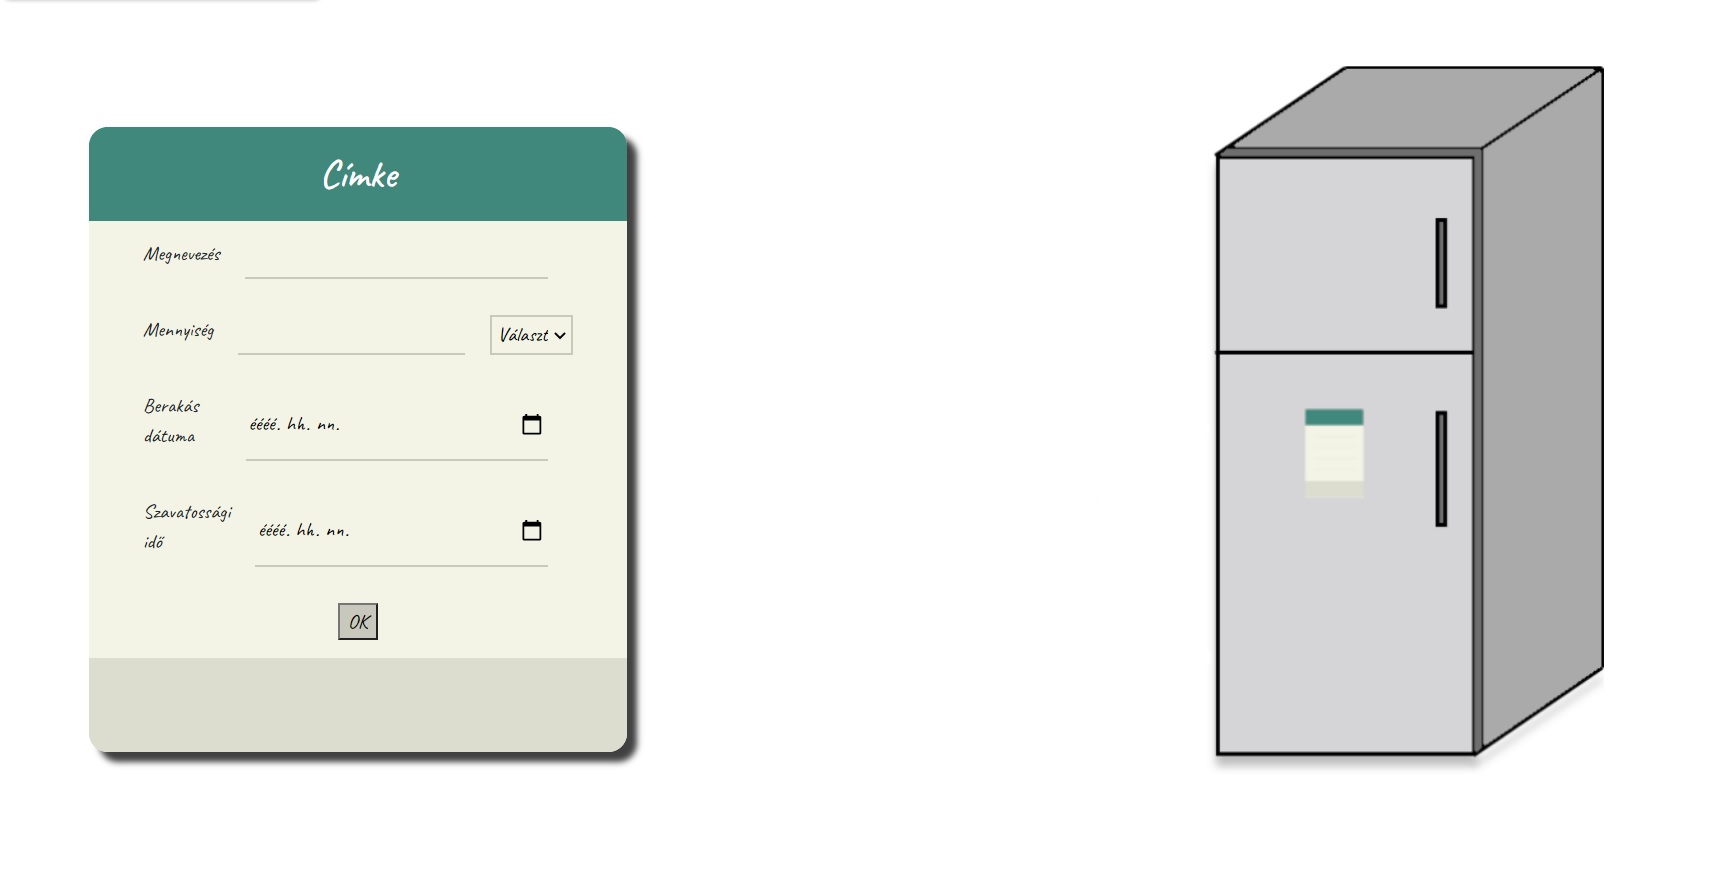 Címke
Megnevezés
Mennyiség
Választ
Berakás
dátuma
éééé. hh. nn.
Szavatossági
idő
éééé. hh. nn.
OK